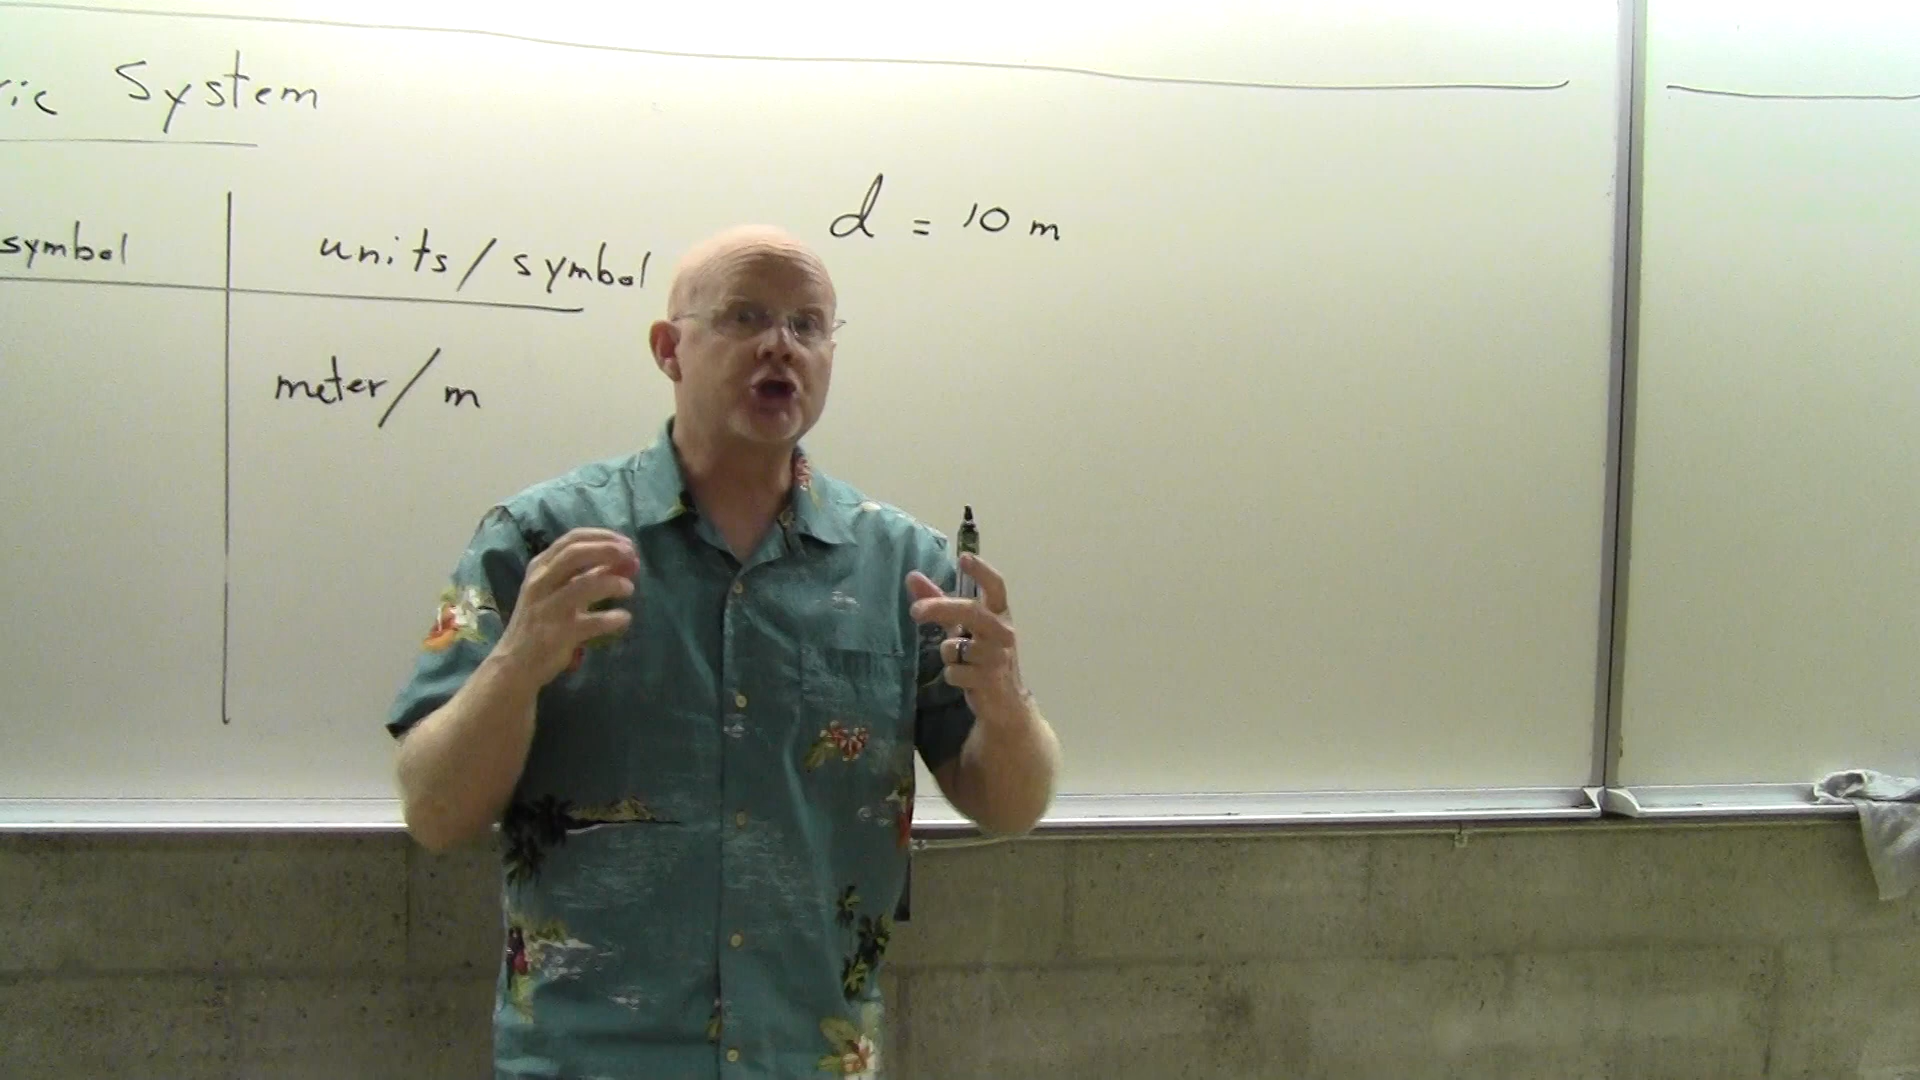 ric System
symbol
units/symbol
d = 10 m
meter/m